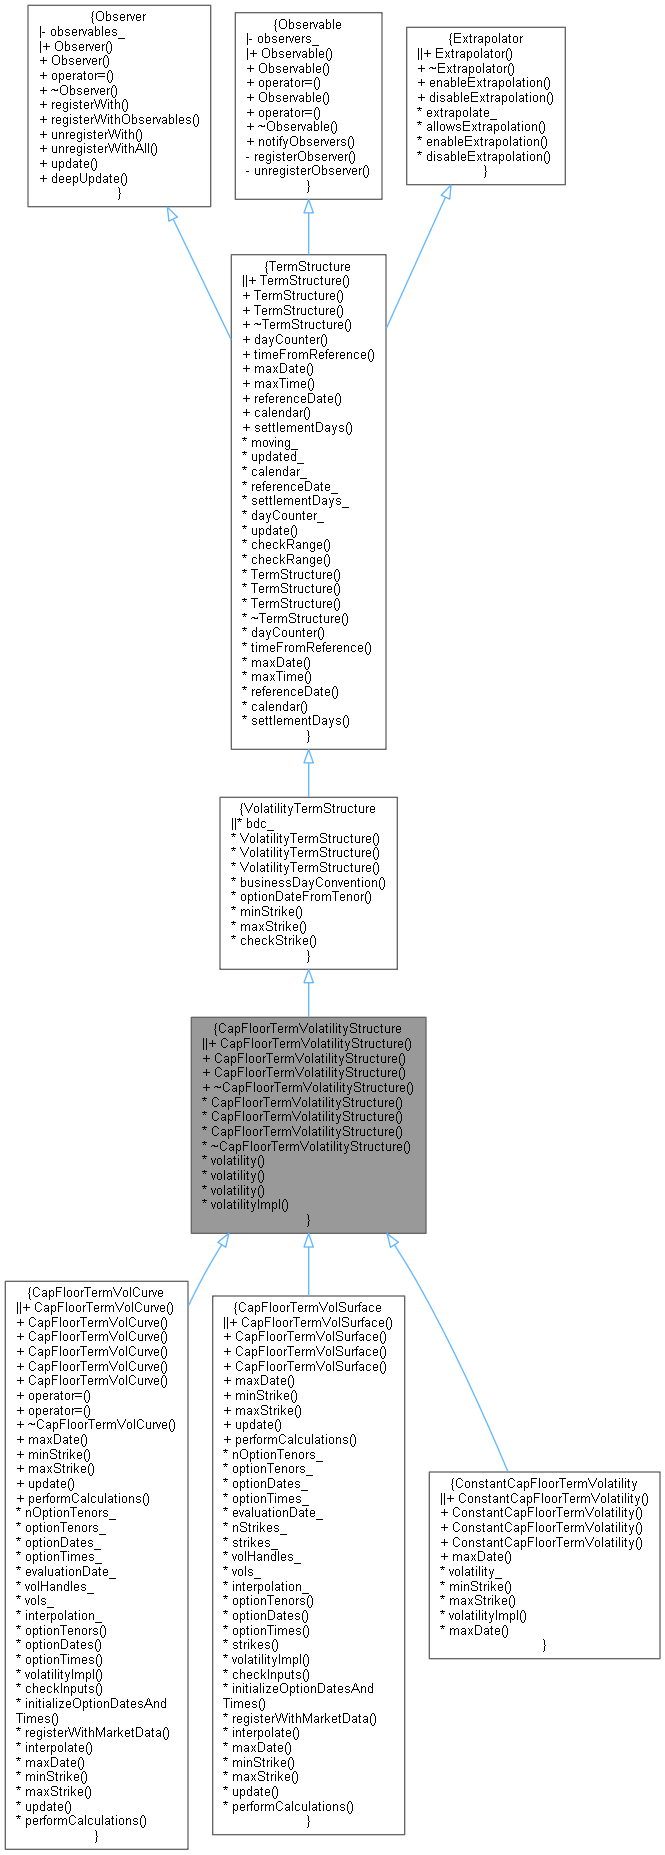 {Observer
|- observables_
|+ Observer()
+ Observer()
+ operator=()
+ ~Observer()
+ registerWith()
+ registerWithObservables()
+ unregisterWith()
+ unregisterWithAll()
+ update()
+ deepUpdate()
}
{Observable
|- observers_
|+ Observable()
+ Observable()
+ operator=()
+ Observable()
+ operator=()
+ ~Observable()
+ notifyObservers()
- registerObserver()
- unregisterObserver()
}
{Extrapolator
||+ Extrapolator()
+ ~Extrapolator()
+ enableExtrapolation()
+ disableExtrapolation()
* extrapolate_
* allowsExtrapolation()
* enableExtrapolation()
* disableExtrapolation()
}
{TermStructure
||+ TermStructure()
+ TermStructure()
+ TermStructure()
+ ~TermStructure()
+ dayCounter()
+ timeFromReference()
+ maxDate()
+ maxTime()
+ referenceDate()
+ calendar()
+ settlementDays()
* moving_
* updated_
* calendar_
* referenceDate_
* settlementDays_
* dayCounter_
* update()
* checkRange()
* checkRange()
* TermStructure()
* TermStructure()
* TermStructure()
* ~TermStructure()
* dayCounter()
* timeFromReference()
* maxDate()
* maxTime()
* referenceDate()
* calendar()
* settlementDays()
}
{VolatilityTermStructure
||* bdc_
* VolatilityTermStructure()
* VolatilityTermStructure()
* VolatilityTermStructure()
* businessDayConvention()
* optionDateFromTenor()
* minStrike()
* maxStrike()
* checkStrike()
}
{CapFloorTermVolatilityStructure
||+ CapFloorTermVolatilityStructure()
+ CapFloorTermVolatilityStructure()
+ CapFloorTermVolatilityStructure()
+ ~CapFloorTermVolatilityStructure()
* CapFloorTermVolatilityStructure()
* CapFloorTermVolatilityStructure()
* CapFloorTermVolatilityStructure()
* ~CapFloorTermVolatilityStructure()
* volatility()
* volatility()
* volatility()
* volatilityImpl()
}
{CapFloorTermVolCurve
||+ CapFloorTermVolCurve()
+ CapFloorTermVolCurve()
+ CapFloorTermVolCurve()
+ CapFloorTermVolCurve()
+ CapFloorTermVolCurve()
+ CapFloorTermVolCurve()
+ operator=()
+ operator=()
+ ~CapFloorTermVolCurve()
+ maxDate()
+ minStrike()
+ maxStrike()
+ update()
+ performCalculations()
* nOptionTenors_
* optionTenors_
* optionDates_
* optionTimes_
* evaluationDate_
* volHandles_
* vols_
* interpolation_
* optionTenors()
* optionDates()
* optionTimes()
* volatilityImpl()
* checkInputs()
* initializeOptionDatesAnd
Times()
* registerWithMarketData()
* interpolate()
* maxDate()
* minStrike()
* maxStrike()
* update()
* performCalculations()
}
{CapFloorTermVolSurface
||+ CapFloorTermVolSurface()
+ CapFloorTermVolSurface()
+ CapFloorTermVolSurface()
+ CapFloorTermVolSurface()
+ maxDate()
+ minStrike()
+ maxStrike()
+ update()
+ performCalculations()
* nOptionTenors_
* optionTenors_
* optionDates_
* optionTimes_
* evaluationDate_
* nStrikes_
* strikes_
* volHandles_
* vols_
* interpolation_
* optionTenors()
* optionDates()
* optionTimes()
* strikes()
* volatilityImpl()
* checkInputs()
* initializeOptionDatesAnd
Times()
* registerWithMarketData()
* interpolate()
* maxDate()
* minStrike()
* maxStrike()
* update()
* performCalculations()
}
{ConstantCapFloorTermVolatility
||+ ConstantCapFloorTermVolatility()
+ ConstantCapFloorTermVolatility()
+ ConstantCapFloorTermVolatility()
+ ConstantCapFloorTermVolatility()
+ maxDate()
* volatility_
* minStrike()
* maxStrike()
* volatilityImpl()
* maxDate()
}